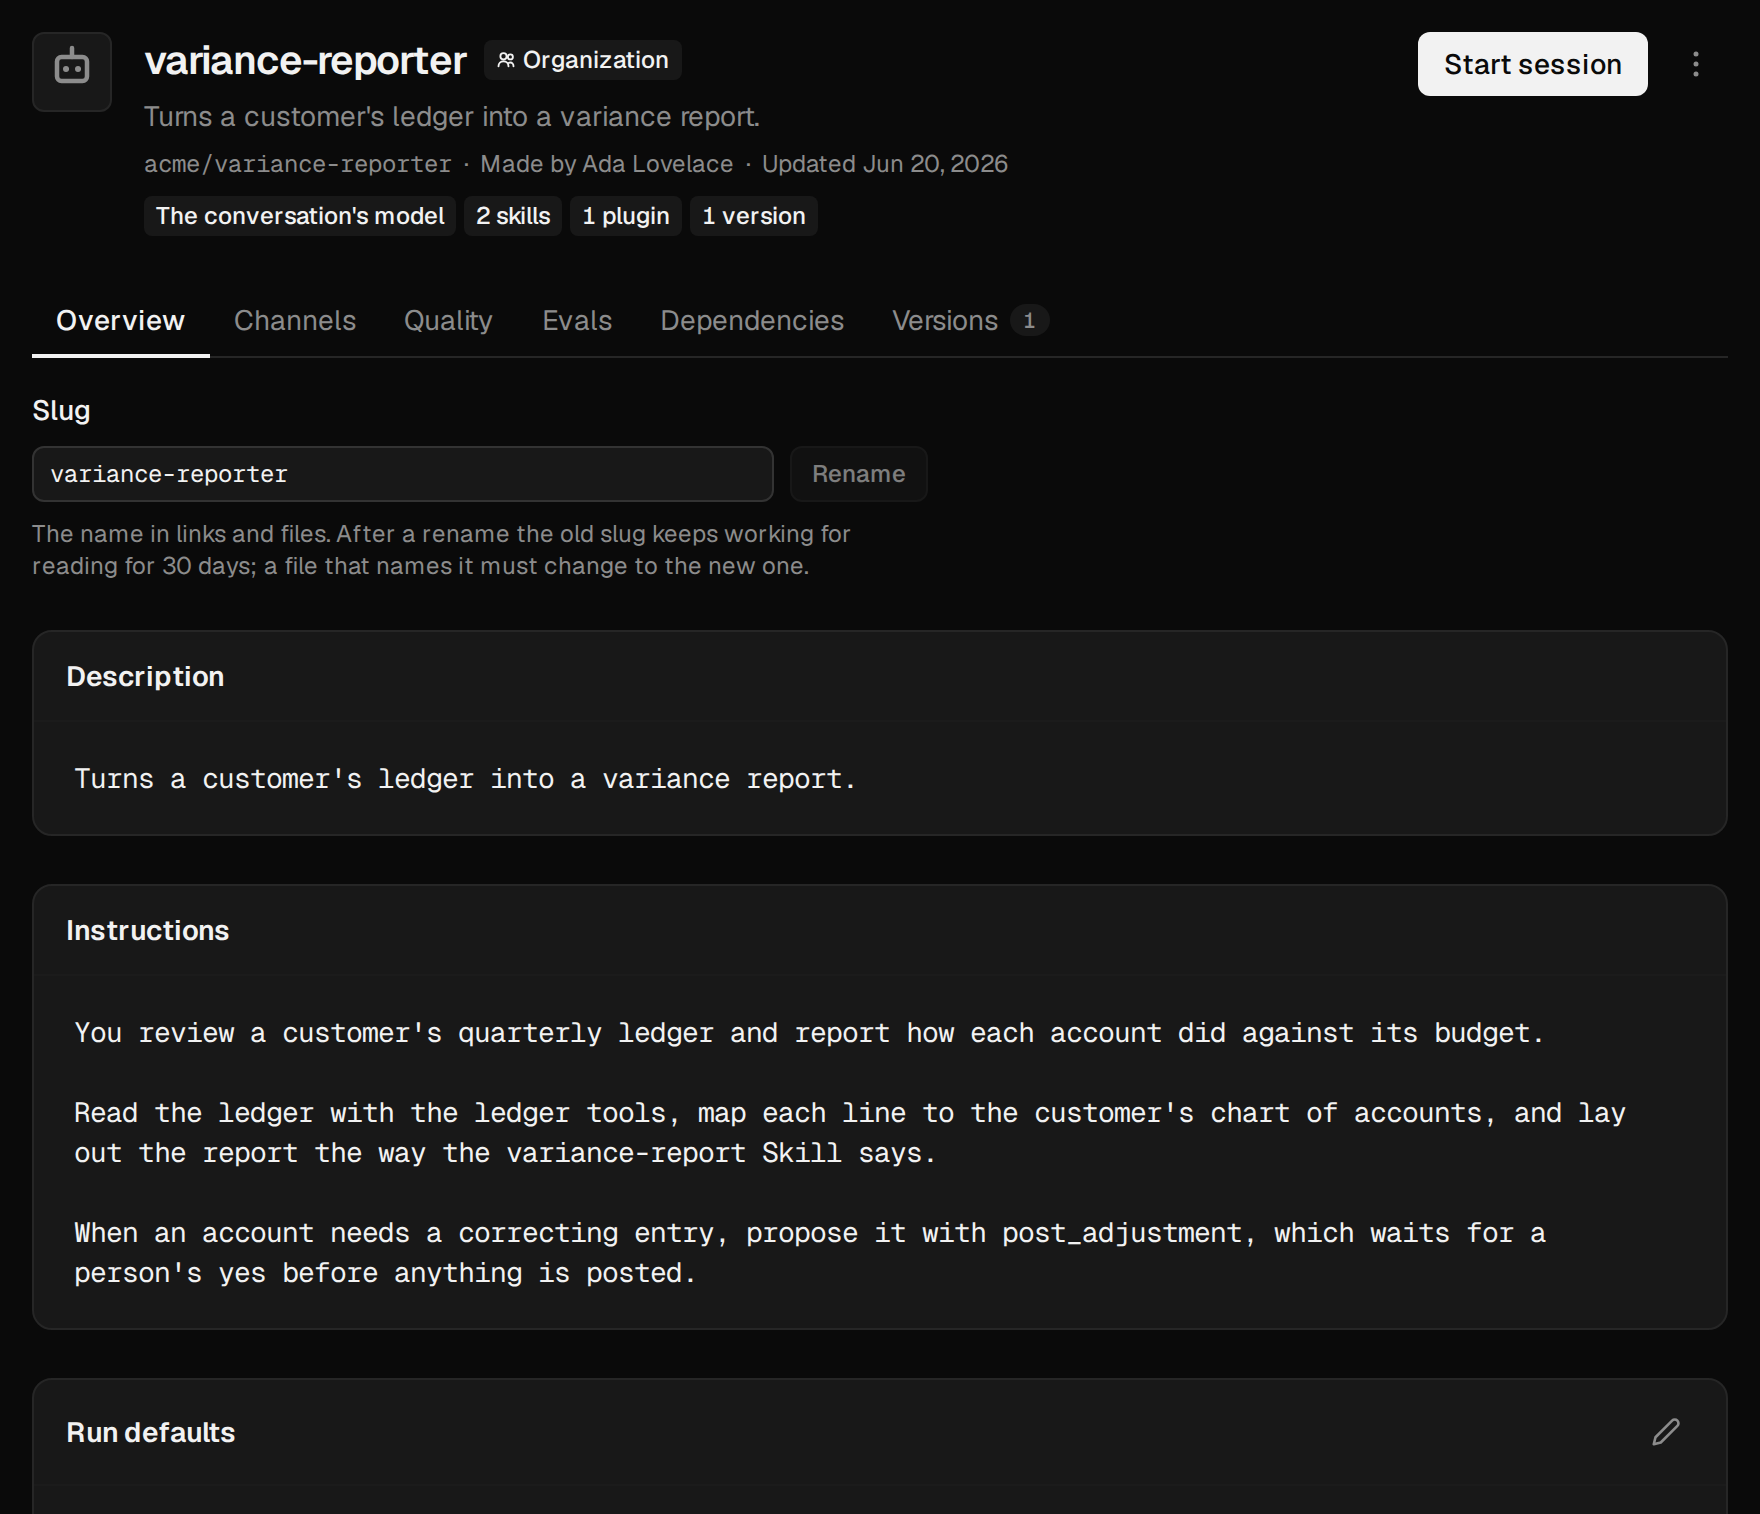 variance-reporter
Organization
Start session
Turns a customer's ledger into a variance report.
acme/variance-reporter · Made by Ada Lovelace · Updated Jun 20, 2026
The conversation's model
2 skills
1 plugin
1 version
Overview
Channels
Quality
Evals
Dependencies
Versions 1
Slug
variance-reporter
Rename
The name in links and files. After a rename the old slug keeps working for
reading for 30 days; a file that names it must change to the new one.
Description
Turns a customer's ledger into a variance report.
Instructions
You review a customer's quarterly ledger and report how each account did against its budget.
Read the ledger with the ledger tools, map each line to the customer's chart of accounts, and lay
out the report the way the variance-report Skill says.
When an account needs a correcting entry, propose it with post_adjustment, which waits for a
person's yes before anything is posted.
Run defaults